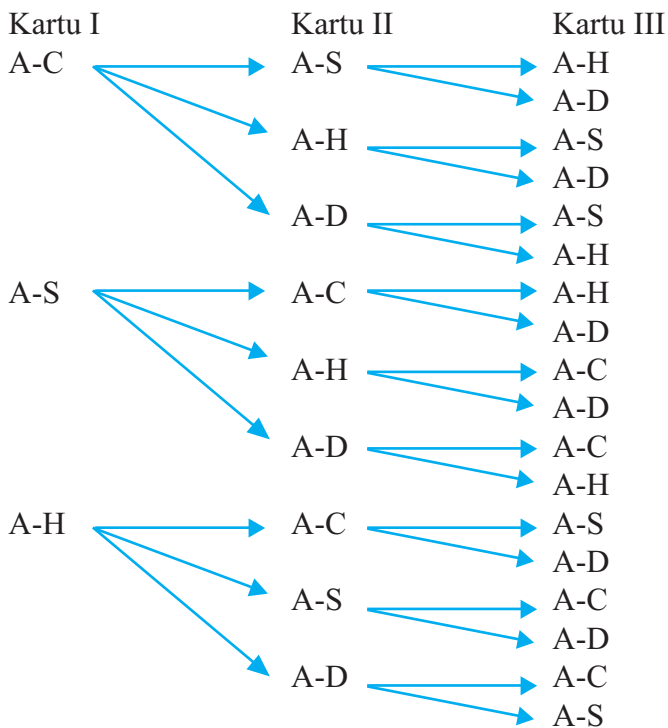 Kartu I Kartu II Kartu III
A-C A-S A-H
A-D
A-H A-S
A-D
A-D A-S
A-H
A-S A-C A-H
A-D
A-H A-C
A-D
A-D A-C
A-H
A-H A-C A-S
A-D
A-S A-C
A-D
A-D A-C
A-S